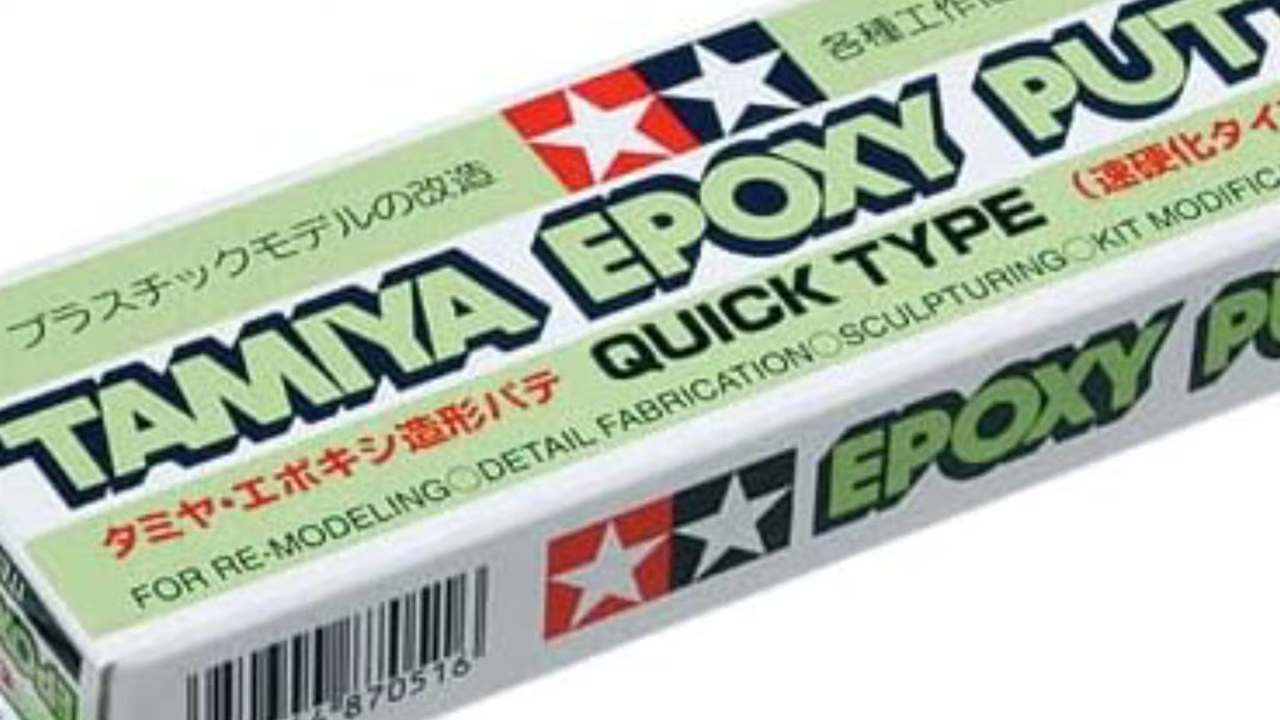 プラスチックモデルの改造
各種工作
TAMIYA EPOXY PUTT
タミヤ・エポキシ造形パテ
QUICK TYPE
(速硬化タイ
FOR RE-MODELING○DETAIL FABRICATION○SCULPTURING○KIT MODIFIC
EPOXY PU
870516